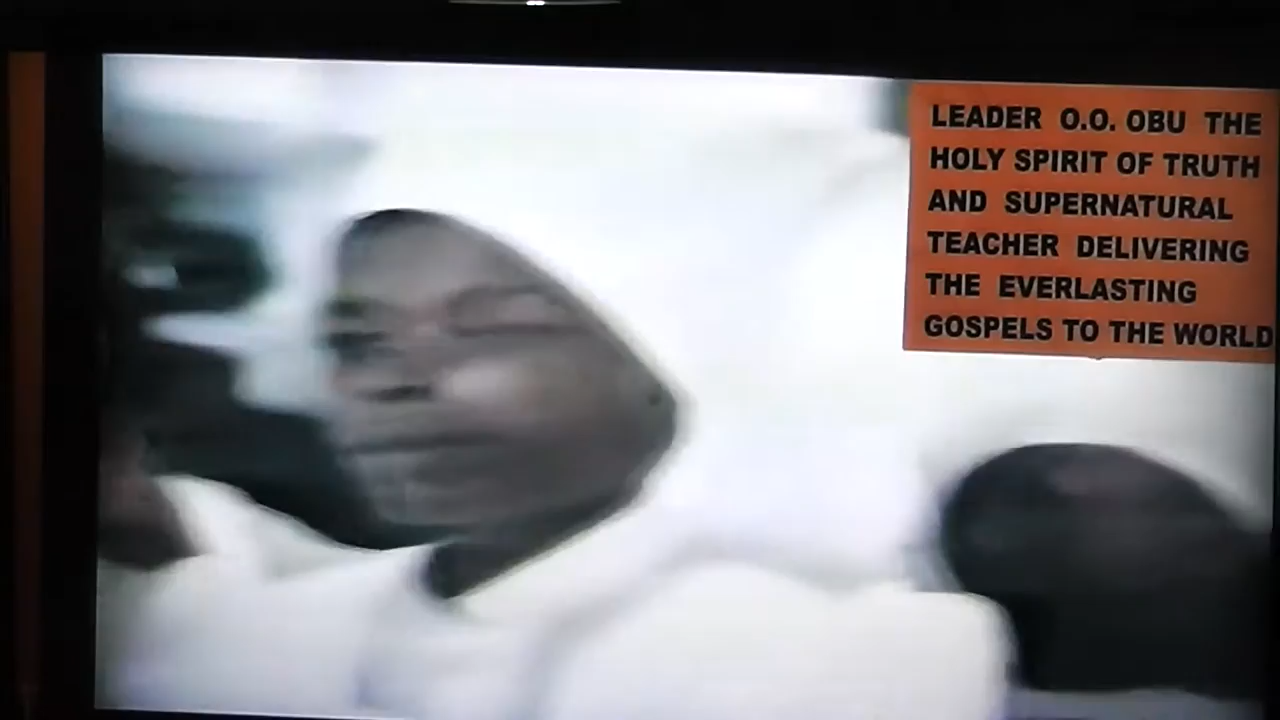 LEADER O.O. OBU THE
HOLY SPIRIT OF TRUTH
AND SUPERNATURAL
TEACHER DELIVERING
THE EVERLASTING
GOSPELS TO THE WORLD